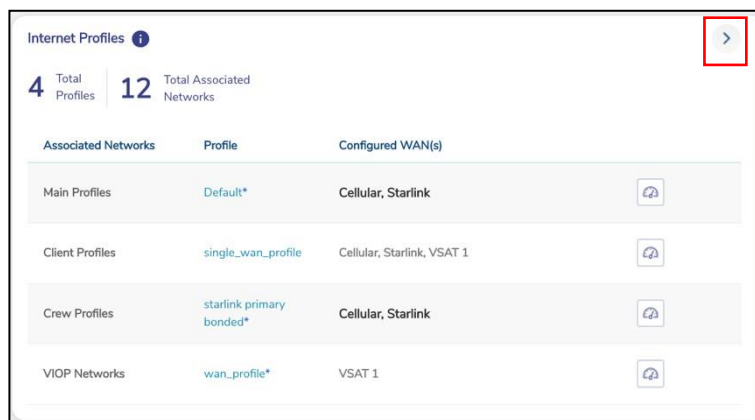 Internet Profiles i
4 Total Profiles 12 Total Associated Networks
Associated Networks Profile Configured WAN(s)
Main Profiles Default* Cellular, Starlink
Client Profiles single_wan_profile Cellular, Starlink, VSAT 1
Crew Profiles starlink primary bonded* Cellular, Starlink
VIOP Networks wan_profile* VSAT 1